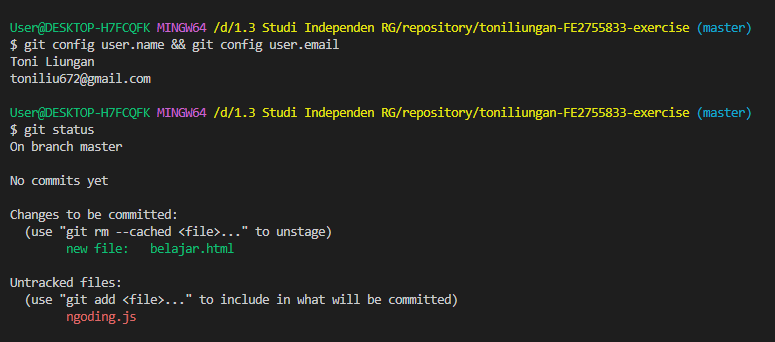 User@DESKTOP-H7FCQFK MINGW64 /d/1.3 Studi Independen RG/repository/toniliungan-FE2755833-exercise (master)
$ git config user.name && git config user.email
Toni Liungan
toniliu672@gmail.com
User@DESKTOP-H7FCQFK MINGW64 /d/1.3 Studi Independen RG/repository/toniliungan-FE2755833-exercise (master)
$ git status
On branch master
No commits yet
Changes to be committed:
(use "git rm --cached <file>..." to unstage)
new file:   belajar.html
Untracked files:
(use "git add <file>..." to include in what will be committed)
ngoding.js